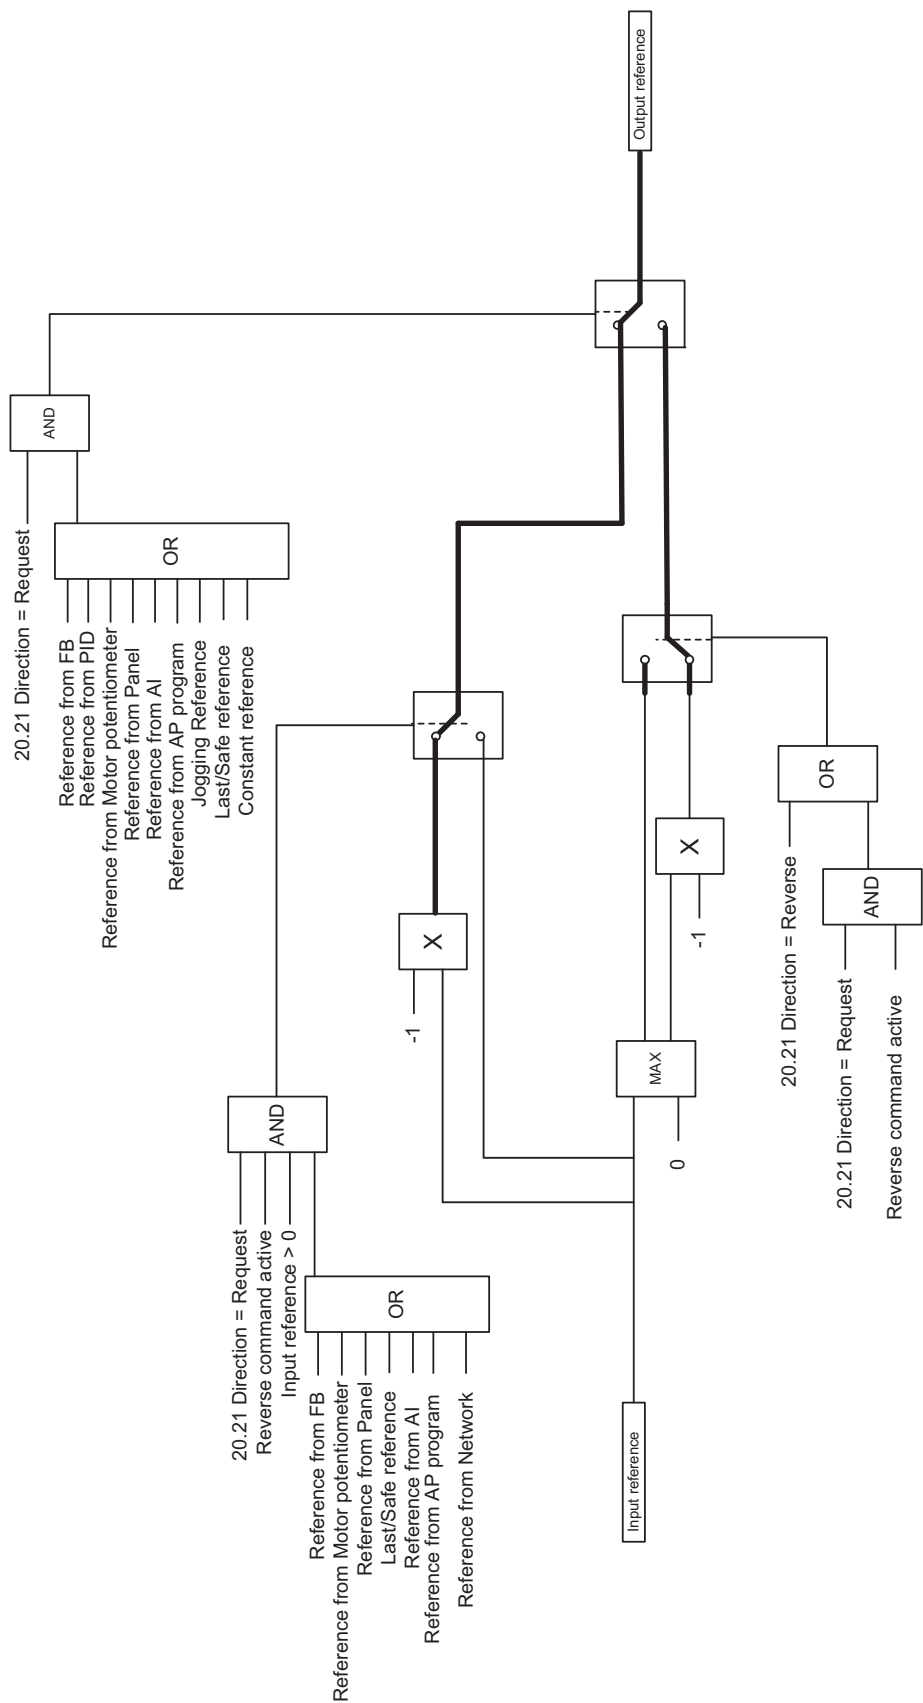 20.21 Direction = Request
Reference from FB
Reference from PID
Reference from Motor potentiometer
Reference from Panel
Reference from AI
Reference from AP program
Jogging Reference
Last/Safe reference
Constant reference
OR
AND
20.21 Direction = Request
Reverse command active
Input reference > 0
Reference from FB
Reference from Motor potentiometer
Reference from Panel
Last/Safe reference
Reference from AI
Reference from AP program
Reference from Network
OR
AND
-1
X
Input reference
0
MAX
-1
X
20.21 Direction = Reverse
20.21 Direction = Request
Reverse command active
AND
OR
Output reference